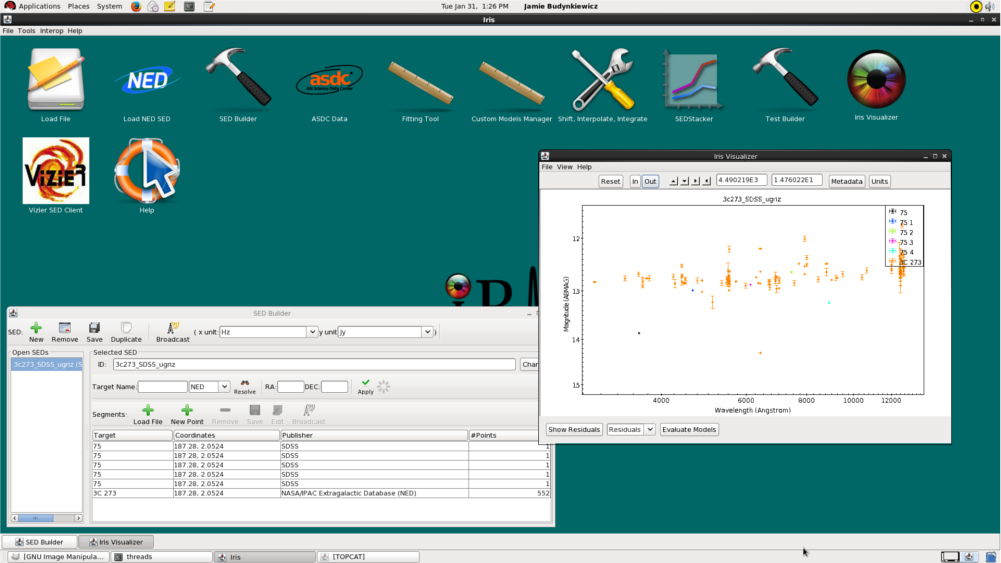 Applications Places System
Tue Jan 31, 1:26 PM Jamie Budynkiewicz
Iris
File Tools Interop Help
NED
asdc
ASI Science Data Center
Load File
Load NED SED
SED Builder
ASDC Data
Fitting Tool
Custom Models Manager
Shift, Interpolate, Integrate
SEDStacker
Test Builder
Iris Visualizer
VizieR
Vizier SED Client
Help
Iris Visualizer
File View Help
Reset In Out 4.490219E3 1.476022E1 Metadata Units
3c273_SDSS_ugriz
75
75 1
75 2
75 3
75 4
3C 273
12
13
14
15
Magnitude (ABMAG)
4000 6000 8000 10000 12000
Wavelength (Angstrom)
Show Residuals Residuals Evaluate Models
SED Builder
SED: New Remove Save Duplicate Broadcast ( x unit: Hz y unit: Jy )
Open SEDs
3c273_SDSS_ugriz (S
Selected SED
ID: 3c273_SDSS_ugriz Char
Target Name: NED Resolve RA: DEC: Apply
Segments: Load File New Point Remove Save Edit Broadcast
Target Coordinates Publisher #Points
75 187.28, 2.0524 SDSS 1
75 187.28, 2.0524 SDSS 1
75 187.28, 2.0524 SDSS 1
75 187.28, 2.0524 SDSS 1
75 187.28, 2.0524 SDSS 1
3C 273 187.28, 2.0524 NASA/IPAC Extragalactic Database (NED) 552
SED Builder Iris Visualizer
[GNU Image Manipula... threads Iris [TOPCAT]